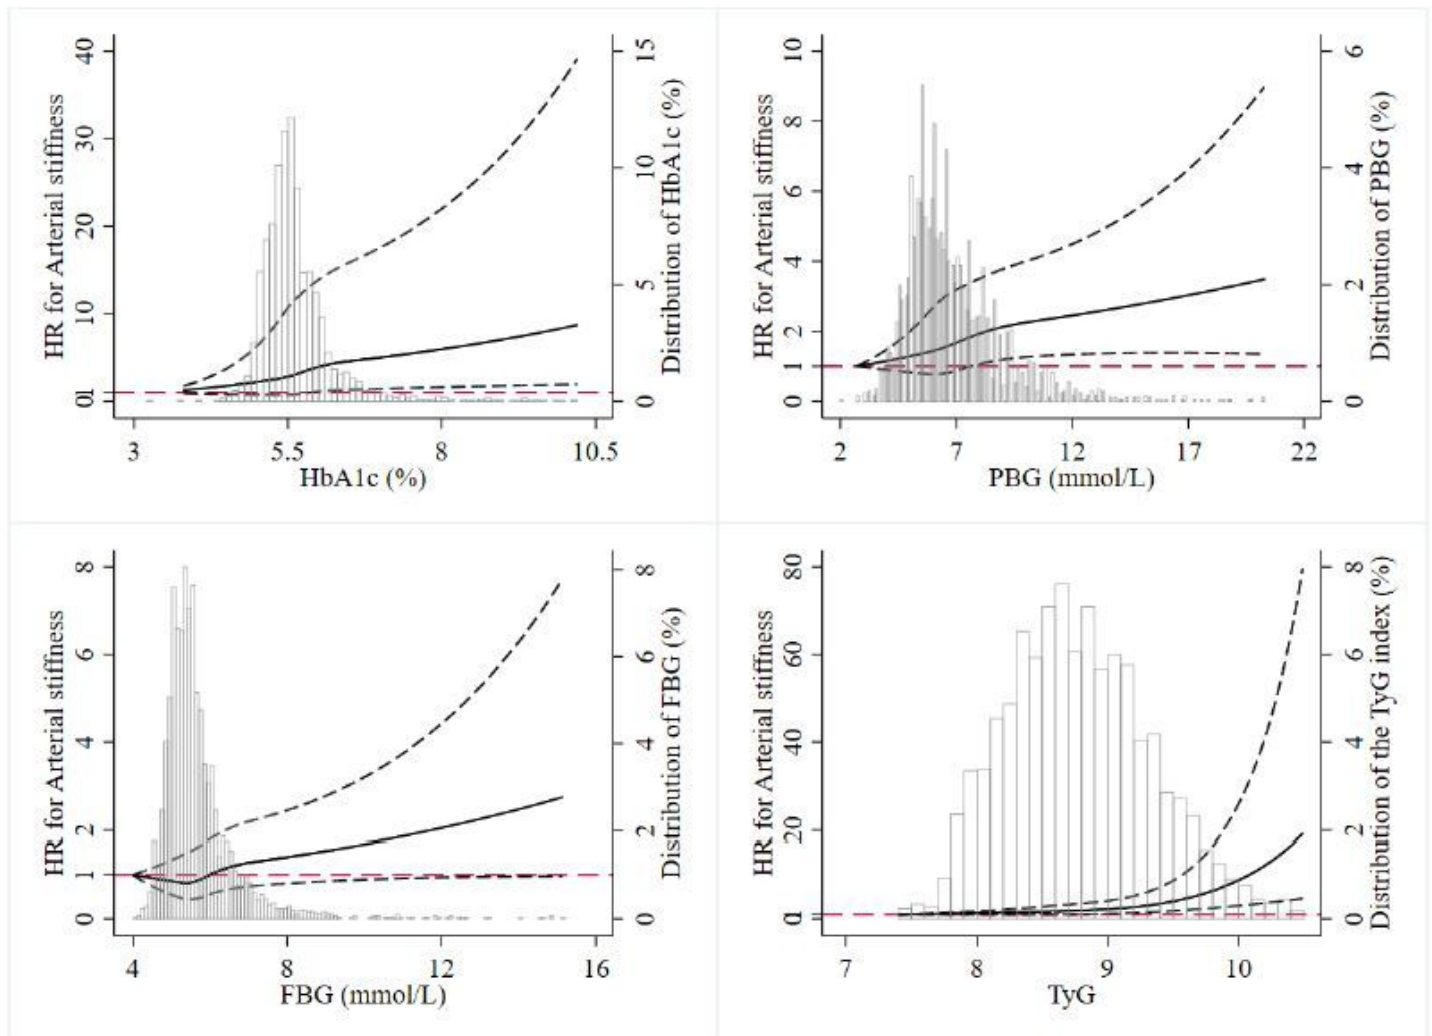 HR for Arterial stiffness
0 1 10 20 30 40
Distribution of HbA1c (%)
0 5 10 15
3 5.5 8 10.5
HbA1c (%)
HR for Arterial stiffness
0 1 2 4 6 8 10
Distribution of PBG (%)
0 2 4 6
2 7 12 17 22
PBG (mmol/L)
HR for Arterial stiffness
0 1 2 4 6 8
Distribution of FBG (%)
0 2 4 6 8
4 8 12 16
FBG (mmol/L)
HR for Arterial stiffness
0 1 20 40 60 80
Distribution of the TyG index (%)
0 2 4 6 8
7 8 9 10
TyG